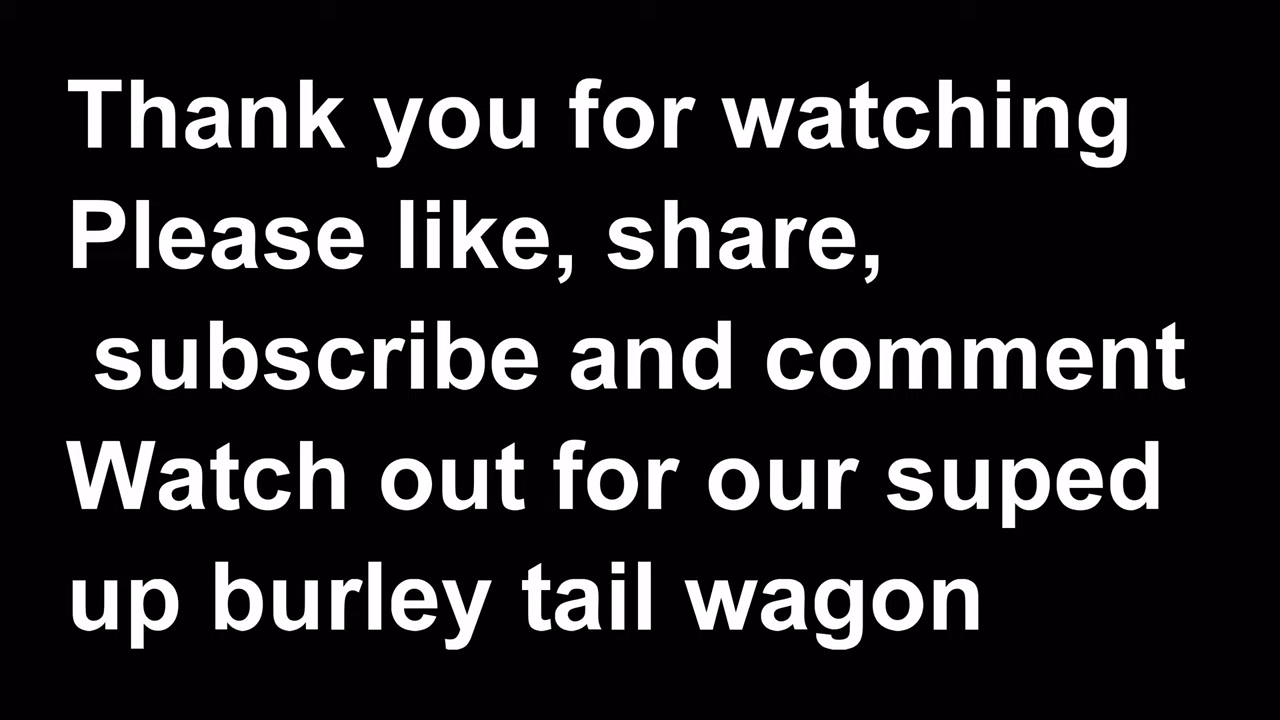 Thank you for watching
Please like, share,
subscribe and comment
Watch out for our suped
up burley tail wagon